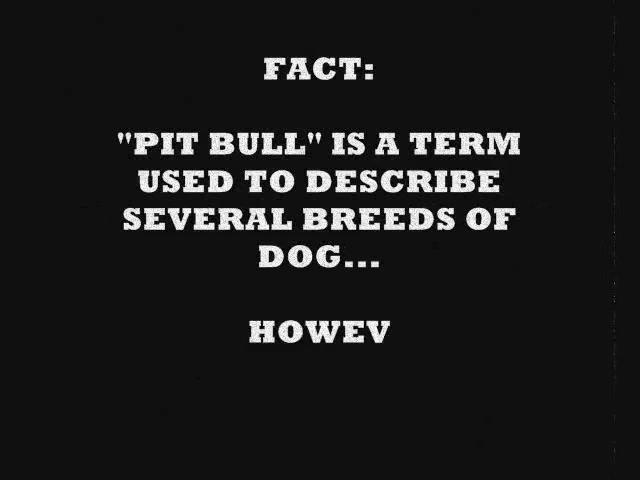 FACT:
"PIT BULL" IS A TERM
USED TO DESCRIBE
SEVERAL BREEDS OF
DOG...
HOWEV